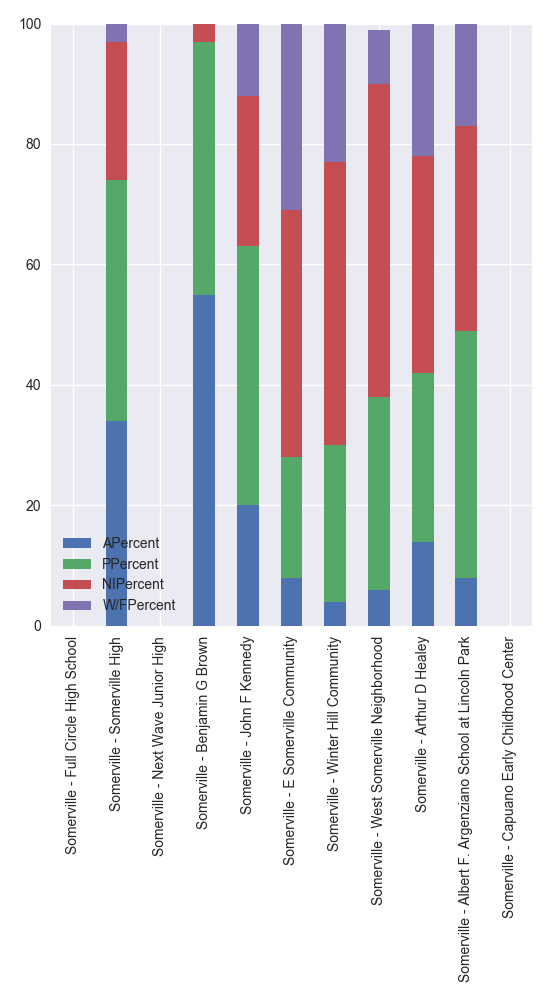 100
80
60
40
20
0
APercent
PPercent
NIPercent
W/FPercent
Somerville - Full Circle High School
Somerville - Somerville High
Somerville - Next Wave Junior High
Somerville - Benjamin G Brown
Somerville - John F Kennedy
Somerville - E Somerville Community
Somerville - Winter Hill Community
Somerville - West Somerville Neighborhood
Somerville - Arthur D Healey
Somerville - Albert F. Argenziano School at Lincoln Park
Somerville - Capuano Early Childhood Center